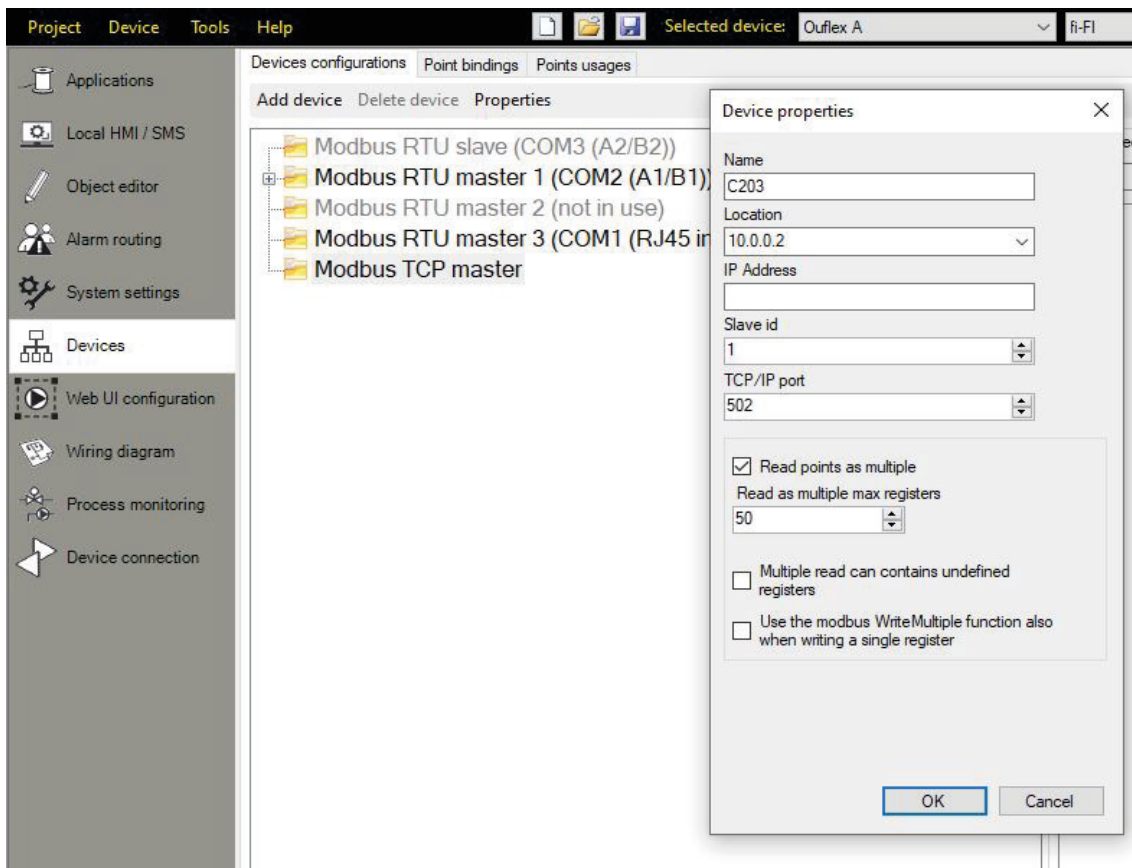 Project Device Tools Help Selected device: Ouflex A fi-FI
Applications
Local HMI / SMS
Object editor
Alarm routing
System settings
Devices
Web UI configuration
Wiring diagram
Process monitoring
Device connection
Devices configurations Point bindings Points usages
Add device Delete device Properties
Modbus RTU slave (COM3 (A2/B2))
Modbus RTU master 1 (COM2 (A1/B1))
Modbus RTU master 2 (not in use)
Modbus RTU master 3 (COM1 (RJ45 in
Modbus TCP master
Device properties
Name
C203
Location
10.0.0.2
IP Address
Slave id
1
TCP/IP port
502
Read points as multiple
Read as multiple max registers
50
Multiple read can contains undefined
registers
Use the modbus WriteMultiple function also
when writing a single register
OK Cancel